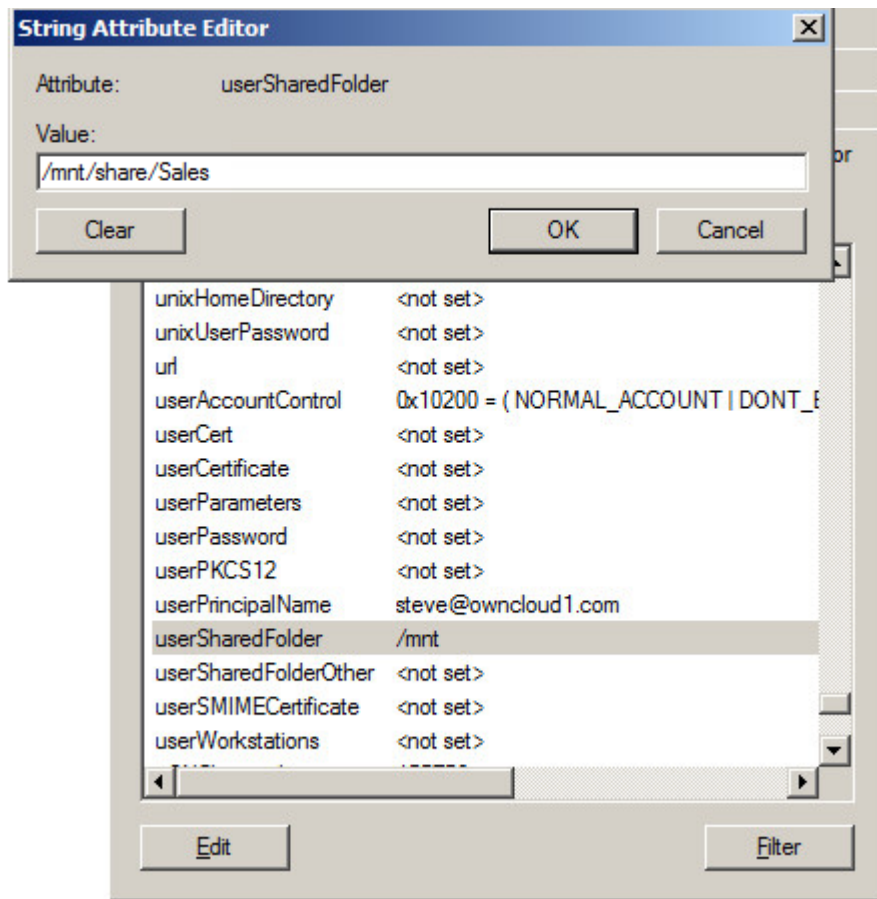 String Attribute Editor
Attribute: userSharedFolder
Value:
/mnt/share/Sales
or
Clear OK Cancel
unixHomeDirectory <not set>
unixUserPassword <not set>
url <not set>
userAccountControl 0x10200 = ( NORMAL_ACCOUNT | DONT_E
userCert <not set>
userCertificate <not set>
userParameters <not set>
userPassword <not set>
userPKCS12 <not set>
userPrincipalName steve@owncloud1.com
userSharedFolder /mnt
userSharedFolderOther <not set>
userSMIMECertificate <not set>
userWorkstations <not set>
Edit Filter